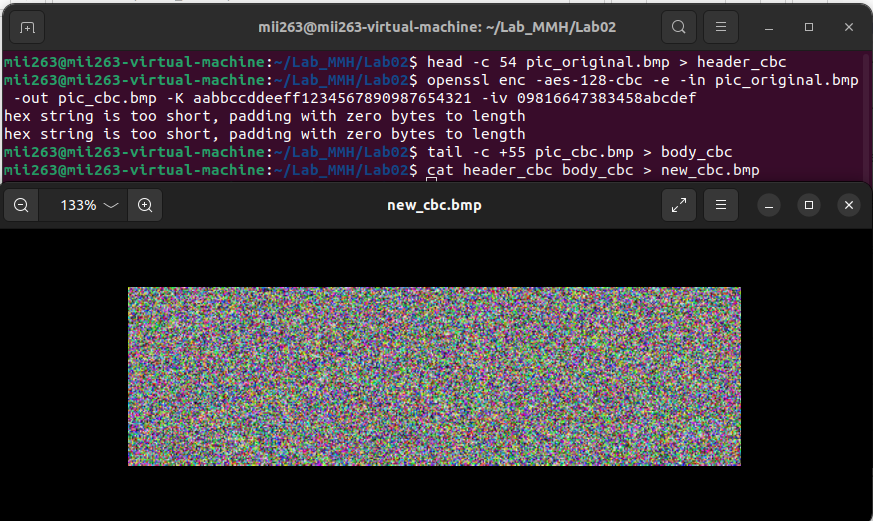 mii263@mii263-virtual-machine: ~/Lab_MMH/Lab02
mii263@mii263-virtual-machine:~/Lab_MMH/Lab02$ head -c 54 pic_original.bmp > header_cbc
mii263@mii263-virtual-machine:~/Lab_MMH/Lab02$ openssl enc -aes-128-cbc -e -in pic_original.bmp
-out pic_cbc.bmp -K aabbccddeeff1234567890987654321 -iv 09816647383458abcdef
hex string is too short, padding with zero bytes to length
hex string is too short, padding with zero bytes to length
mii263@mii263-virtual-machine:~/Lab_MMH/Lab02$ tail -c +55 pic_cbc.bmp > body_cbc
mii263@mii263-virtual-machine:~/Lab_MMH/Lab02$ cat header_cbc body_cbc > new_cbc.bmp
133%
new_cbc.bmp